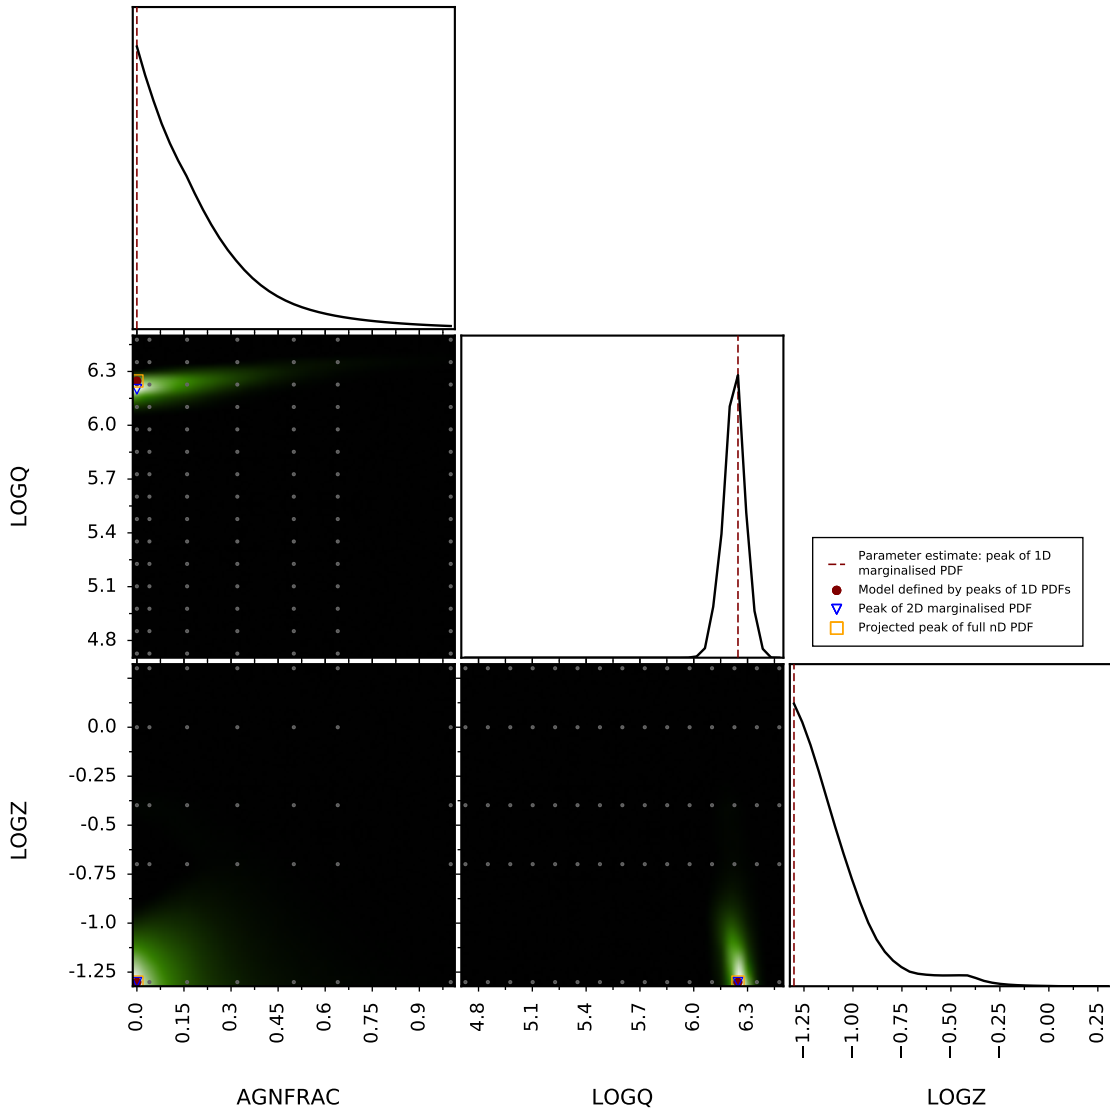 6.3
6.0
5.7
5.4
5.1
4.8
LOGQ
Parameter estimate: peak of 1D
marginalised PDF
Model defined by peaks of 1D PDFs
Peak of 2D marginalised PDF
Projected peak of full nD PDF
0.0
-0.25
-0.5
-0.75
-1.0
-1.25
LOGZ
0.0 0.15 0.3 0.45 0.6 0.75 0.9
4.8 5.1 5.4 5.7 6.0 6.3
−1.25 −1.00 −0.75 −0.50 −0.25 0.00 0.25
AGNFRAC LOGQ LOGZ